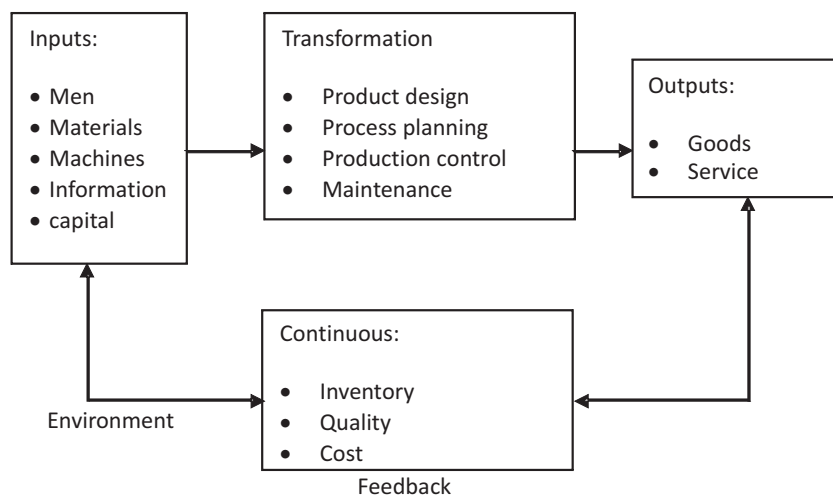 Inputs:
• Men
• Materials
• Machines
• Information
• capital
Transformation
• Product design
• Process planning
• Production control
• Maintenance
Outputs:
• Goods
• Service
Continuous:
• Inventory
• Quality
• Cost
Environment
Feedback